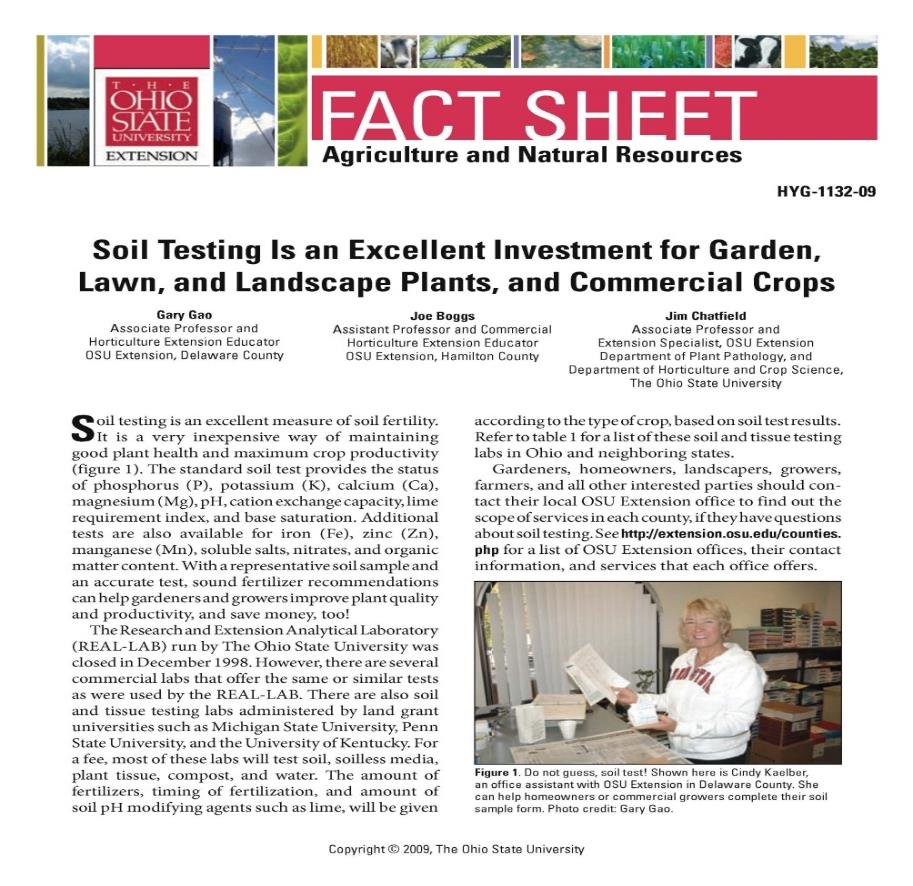 T · H · E
OHIO
STATE
UNIVERSITY
EXTENSION
FACT SHEET
Agriculture and Natural Resources
HYG-1132-09
Soil Testing Is an Excellent Investment for Garden,
Lawn, and Landscape Plants, and Commercial Crops
Gary Gao
Associate Professor and
Horticulture Extension Educator
OSU Extension, Delaware County
Joe Boggs
Assistant Professor and Commercial
Horticulture Extension Educator
OSU Extension, Hamilton County
Jim Chatfield
Associate Professor and
Extension Specialist, OSU Extension
Department of Plant Pathology, and
Department of Horticulture and Crop Science,
The Ohio State University
Soil testing is an excellent measure of soil fertility.
It is a very inexpensive way of maintaining
good plant health and maximum crop productivity
(figure 1). The standard soil test provides the status
of phosphorus (P), potassium (K), calcium (Ca),
magnesium (Mg), pH, cation exchange capacity, lime
requirement index, and base saturation. Additional
tests are also available for iron (Fe), zinc (Zn),
manganese (Mn), soluble salts, nitrates, and organic
matter content. With a representative soil sample and
an accurate test, sound fertilizer recommendations
can help gardeners and growers improve plant quality
and productivity, and save money, too!
The Research and Extension Analytical Laboratory
(REAL-LAB) run by The Ohio State University was
closed in December 1998. However, there are several
commercial labs that offer the same or similar tests
as were used by the REAL-LAB. There are also soil
and tissue testing labs administered by land grant
universities such as Michigan State University, Penn
State University, and the University of Kentucky. For
a fee, most of these labs will test soil, soilless media,
plant tissue, compost, and water. The amount of
fertilizers, timing of fertilization, and amount of
soil pH modifying agents such as lime, will be given
according to the type of crop, based on soil test results.
Refer to table 1 for a list of these soil and tissue testing
labs in Ohio and neighboring states.
Gardeners, homeowners, landscapers, growers,
farmers, and all other interested parties should con-
tact their local OSU Extension office to find out the
scope of services in each county, if they have questions
about soil testing. See http://extension.osu.edu/counties.
php for a list of OSU Extension offices, their contact
information, and services that each office offers.
Figure 1. Do not guess, soil test! Shown here is Cindy Kaelber,
an office assistant with OSU Extension in Delaware County. She
can help homeowners or commercial growers complete their soil
sample form. Photo credit: Gary Gao.
Copyright © 2009, The Ohio State University